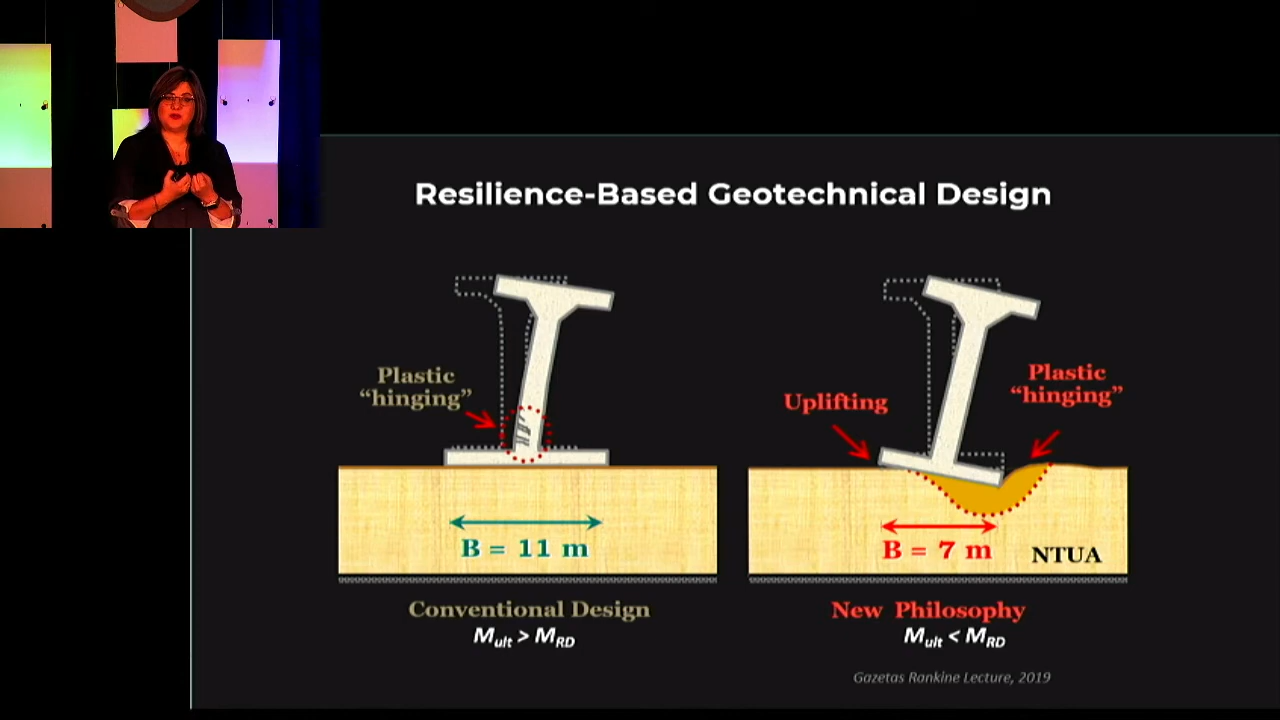 Resilience-Based Geotechnical Design
Plastic
“hinging”
B = 11 m
Conventional Design
Mult > MRD
Uplifting
Plastic
“hinging”
B = 7 m
NTUA
New Philosophy
Mult < MRD
Gazetas Rankine Lecture, 2019